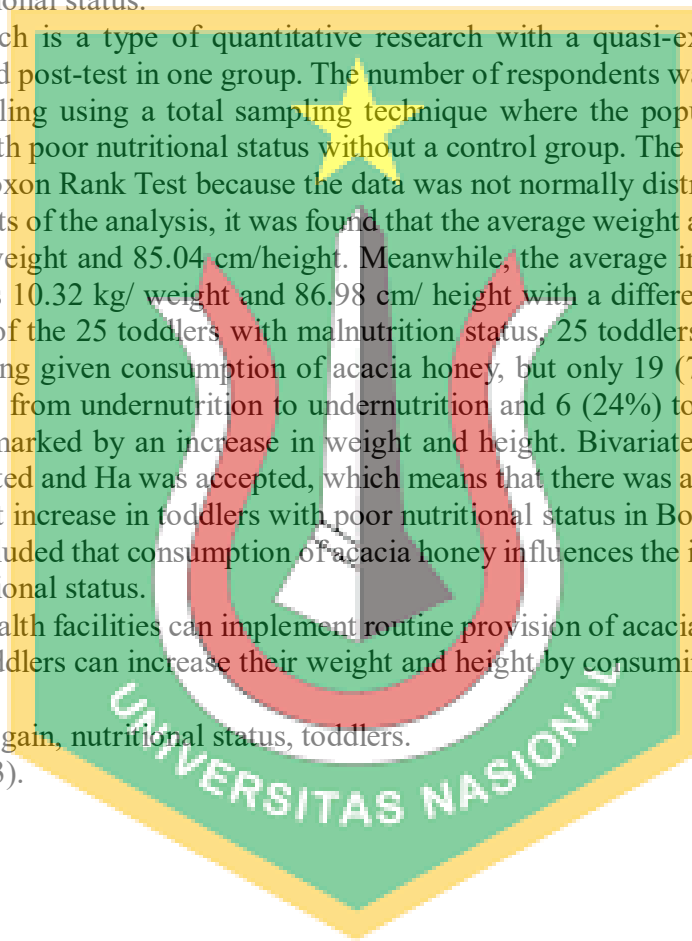 ional status.
ch is a type of quantitative research with a quasi-ex
d post-test in one group. The number of respondents wa
ling using a total sampling technique where the popu
th poor nutritional status without a control group. The
oxon Rank Test because the data was not normally distr
ts of the analysis, it was found that the average weight a
weight and 85.04 cm/height. Meanwhile, the average in
s 10.32 kg/ weight and 86.98 cm/ height with a differe
of the 25 toddlers with malnutrition status, 25 toddlers
ng given consumption of acacia honey, but only 19 (7
from undernutrition to undernutrition and 6 (24%) to
marked by an increase in weight and height. Bivariate
ted and Ha was accepted, which means that there was a
t increase in toddlers with poor nutritional status in Bo
luded that consumption of acacia honey influences the i
ional status.
alth facilities can implement routine provision of acacia
ddlers can increase their weight and height by consumi
gain, nutritional status, toddlers.
3).
UNIVERSITAS NASIONAL